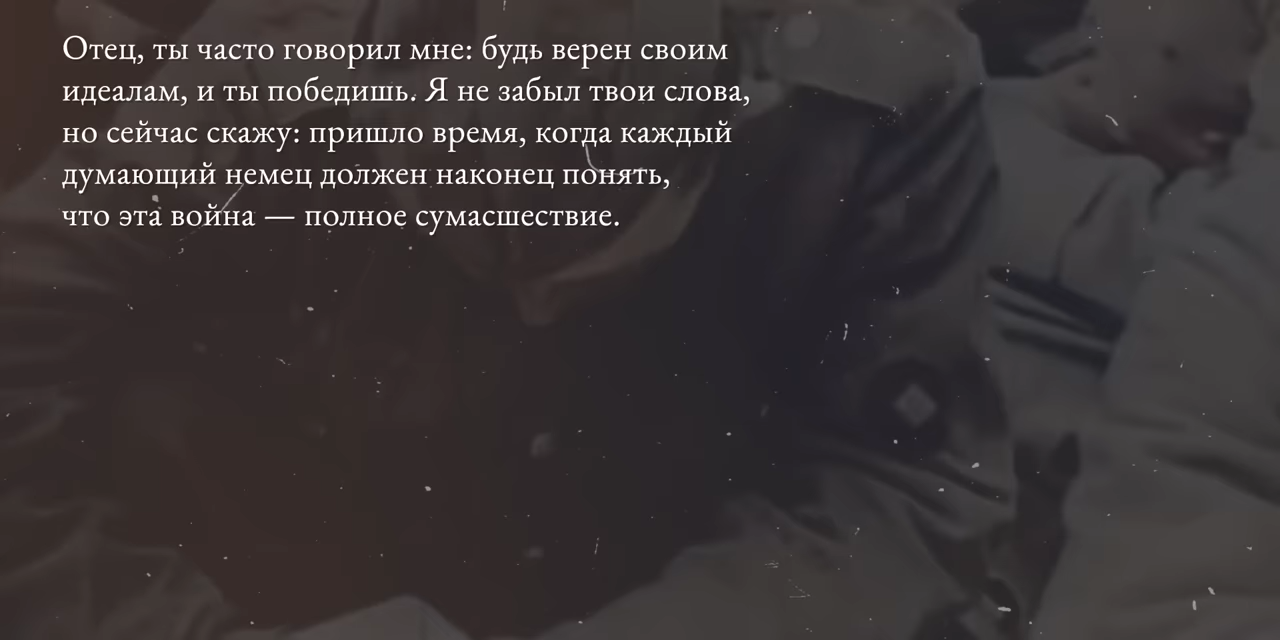 Отец, ты часто говорил мне: будь верен своим
идеалам, и ты победишь. Я не забыл твои слова,
но сейчас скажу: пришло время, когда каждый
думающий немец должен наконец понять,
что эта война — полное сумасшествие.